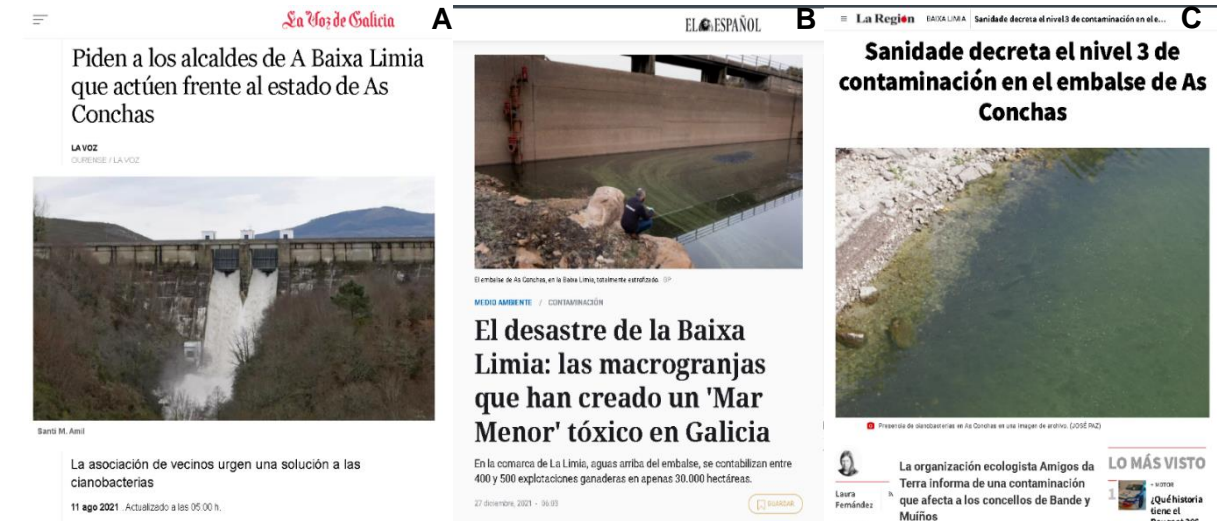 La Voz de Galicia
A
Piden a los alcaldes de A Baixa Limia
que actúen frente al estado de As
Conchas
LA VOZ
OURENSE / LA VOZ
Santi M. Amil
La asociación de vecinos urgen una solución a las
cianobacterias
11 ago 2021 . Actualizado a las 05:00 h.
EL ESPAÑOL
B
El embalse de As Conchas, en la Baixa Limia, totalmente eutrofizado. GP
MEDIO AMBIENTE / CONTAMINACIÓN
El desastre de la Baixa
Limia: las macrogranjas
que han creado un 'Mar
Menor' tóxico en Galicia
En la comarca de La Limia, aguas arriba del embalse, se contabilizan entre
400 y 500 explotaciones ganaderas en apenas 30.000 hectáreas.
27 diciembre, 2021 - 06:03
GUARDAR
La Región BAIXA LIMIA Sanidade decreta el nivel 3 de contaminación en el e...
C
Sanidade decreta el nivel 3 de
contaminación en el embalse de As
Conchas
Presencia de cianobacterias en As Conchas en una imagen de archivo. (JOSÉ PAZ)
Laura
Fernández
La organización ecologista Amigos da
Terra informa de una contaminación
que afecta a los concellos de Bande y
Muíños
LO MÁS VISTO
1
MOTOR
¿Qué historia
tiene el